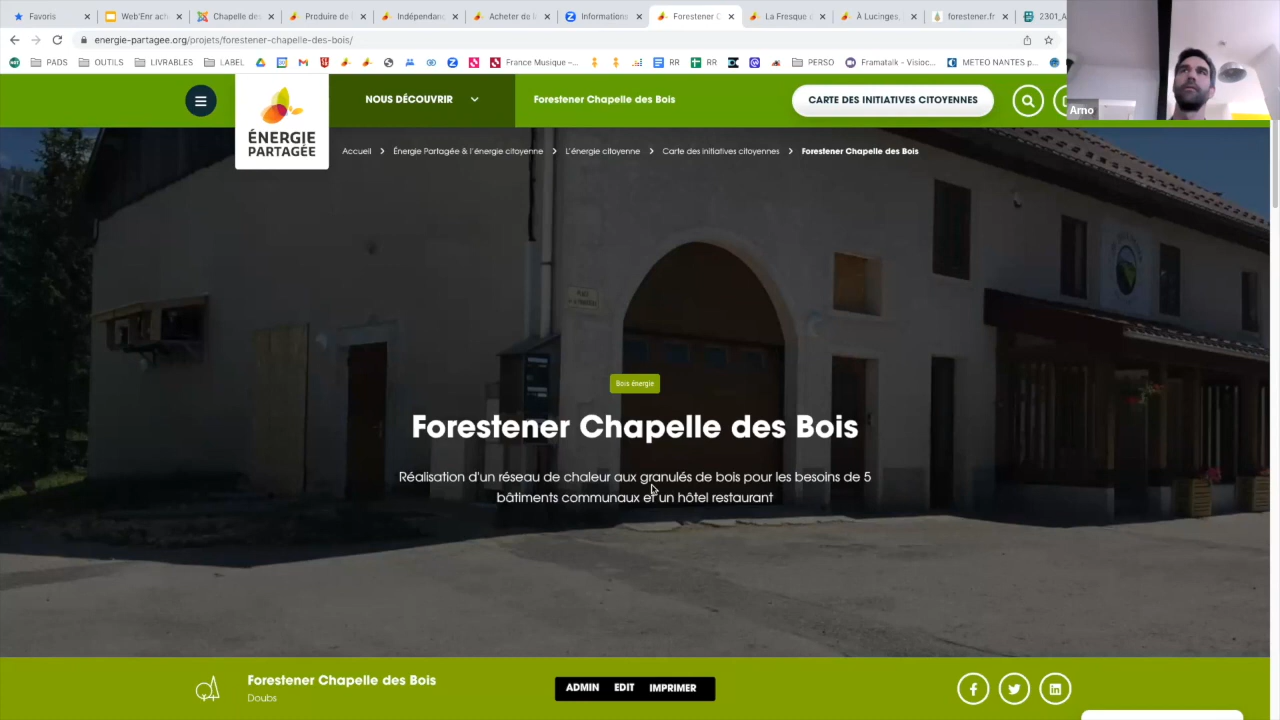 Favoris
Web'Enr ach
Chapelle des
Produire de l
Indépendanc
Acheter de l
Informations
Forestener C
La Fresque
À Lucinges,
forestener.fr
2301_A
energie-partagee.org/projets/forestener-chapelle-des-bois/
PADS
OUTILS
LIVRABLES
LABEL
France Musique –...
RR
RR
PERSO
Framatalk – Visioc...
METEO NANTES p...
NOUS DÉCOUVRIR
Forestener Chapelle des Bois
CARTE DES INITIATIVES CITOYENNES
Arno
ÉNERGIE
PARTAGÉE
Accueil
Énergie Partagée & l'énergie citoyenne
L'énergie citoyenne
Carte des initiatives citoyennes
Forestener Chapelle des Bois
Bois énergie
Forestener Chapelle des Bois
Réalisation d'un réseau de chaleur aux granulés de bois pour les besoins de 5
bâtiments communaux et un hôtel restaurant
Forestener Chapelle des Bois
Doubs
ADMIN
EDIT
IMPRIMER